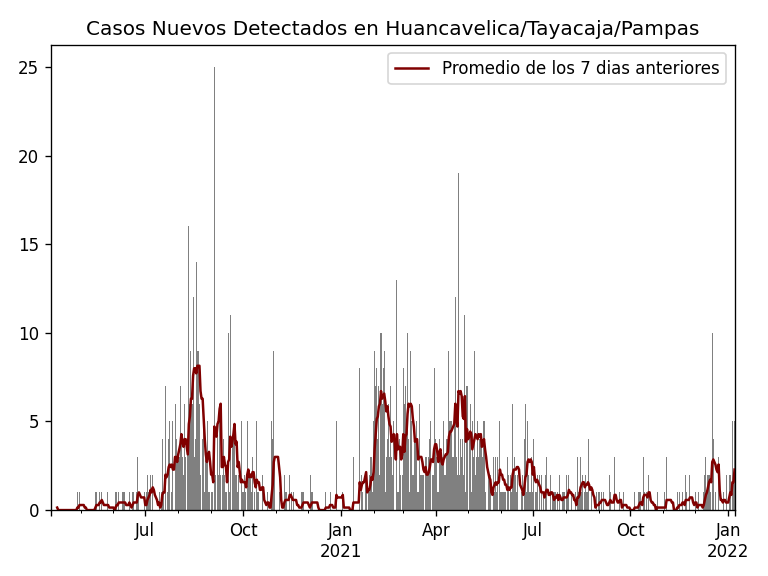 Casos Nuevos Detectados en Huancavelica/Tayacaja/Pampas
Promedio de los 7 dias anteriores
25
20
15
10
5
0
Jul Oct Jan Apr Jul Oct Jan
2021 2022